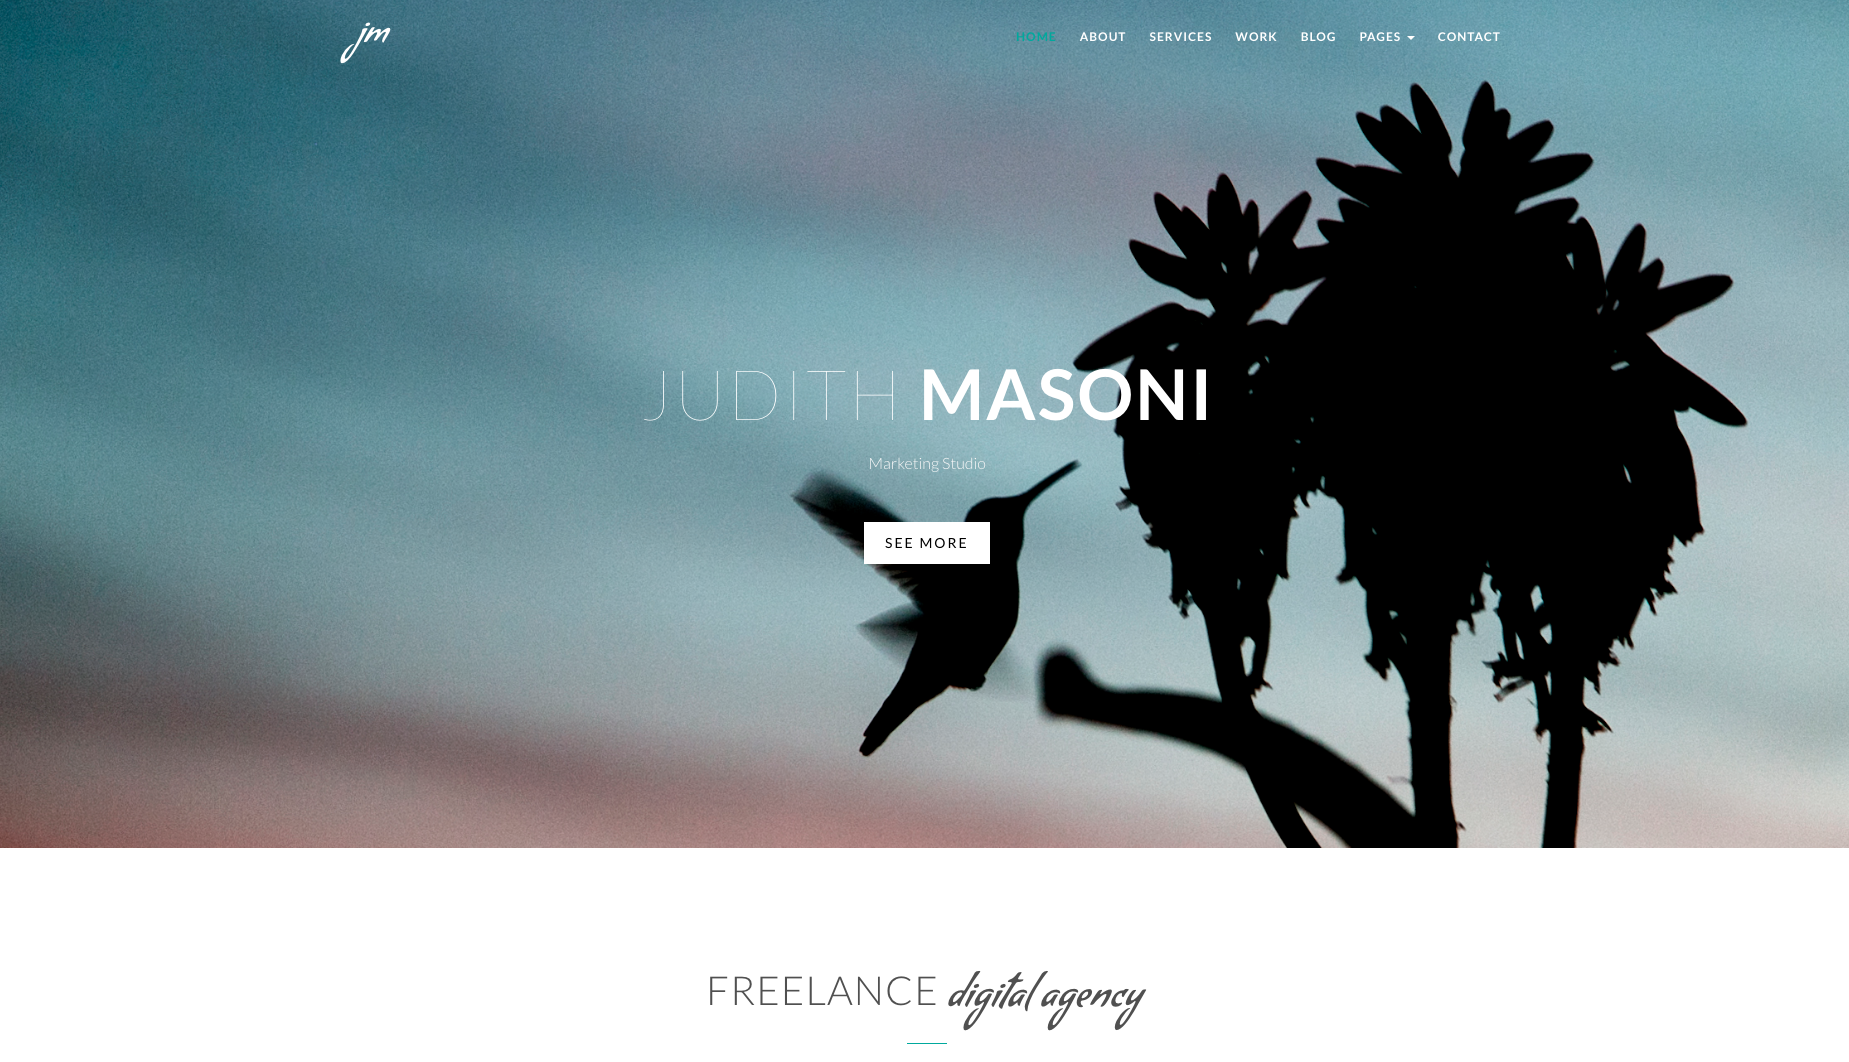 jm
HOME ABOUT SERVICES WORK BLOG PAGES CONTACT
JUDITH MASONI
Marketing Studio
SEE MORE
FREELANCE digital agency